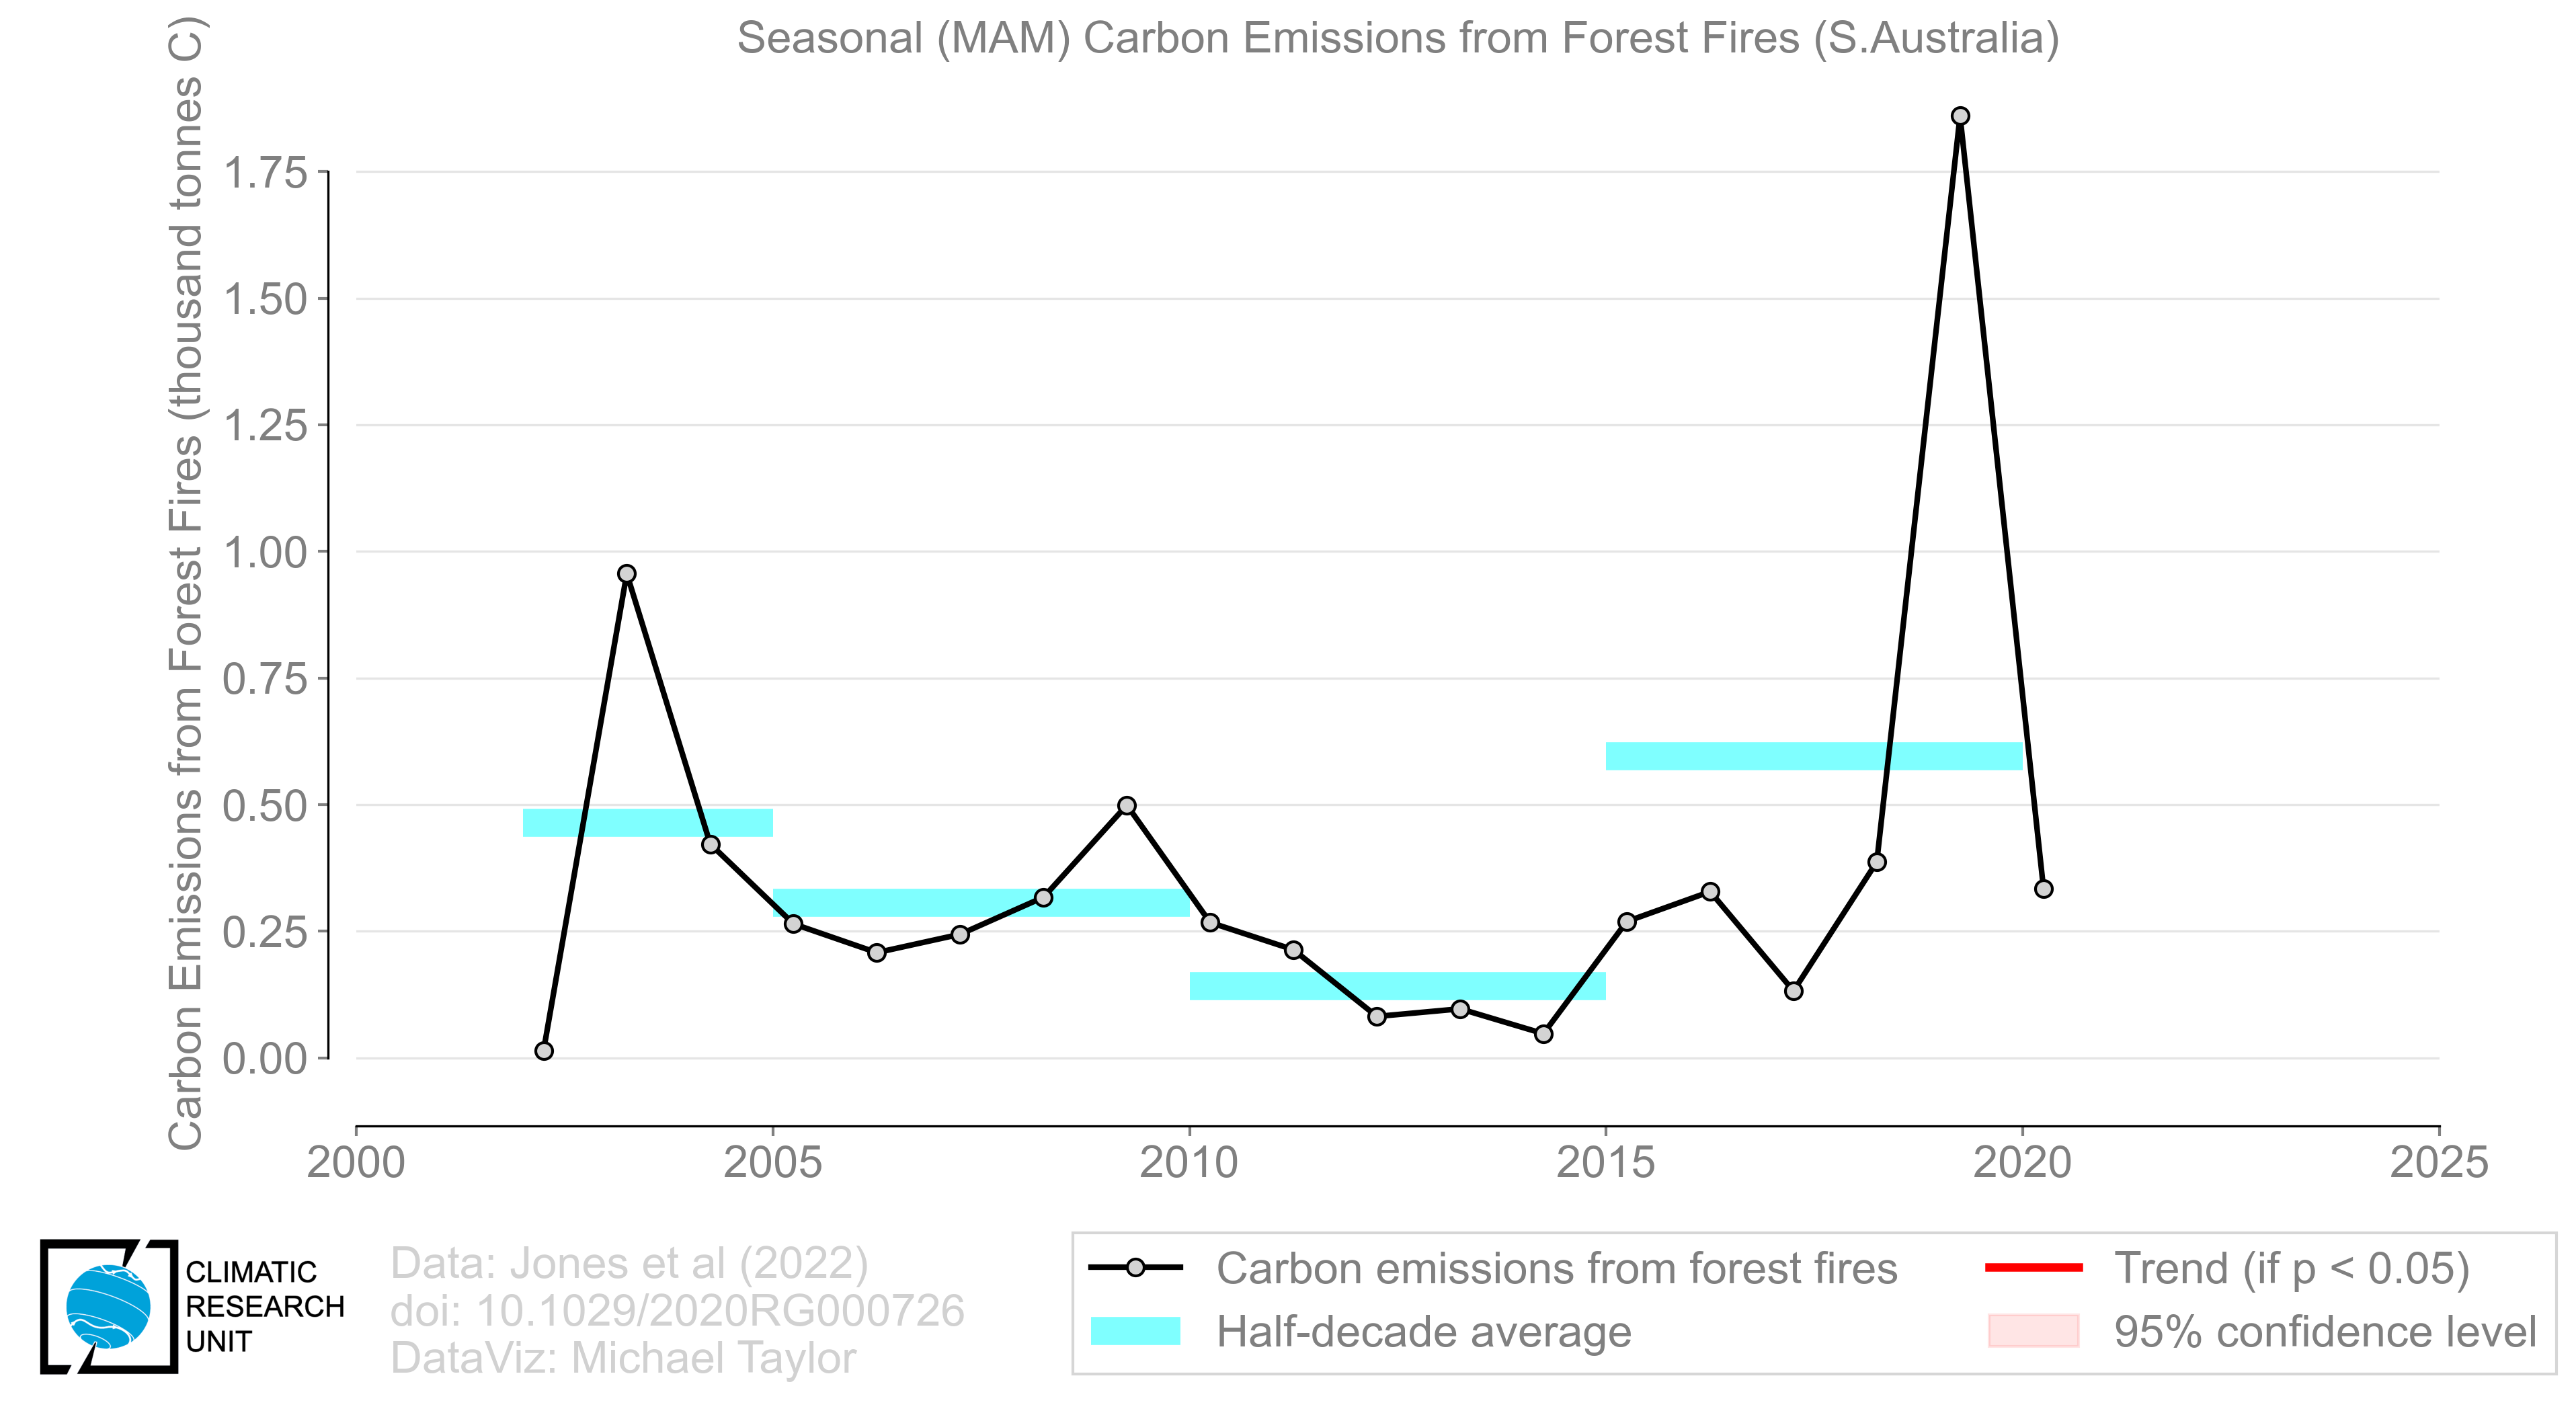 Seasonal (MAM) Carbon Emissions from Forest Fires (S.Australia)
Carbon Emissions from Forest Fires (thousand tonnes C)
1.75
1.50
1.25
1.00
0.75
0.50
0.25
0.00
2000 2005 2010 2015 2020 2025
CLIMATIC
RESEARCH
UNIT
Data: Jones et al (2022)
doi: 10.1029/2020RG000726
DataViz: Michael Taylor
Carbon emissions from forest fires
Half-decade average
Trend (if p < 0.05)
95% confidence level